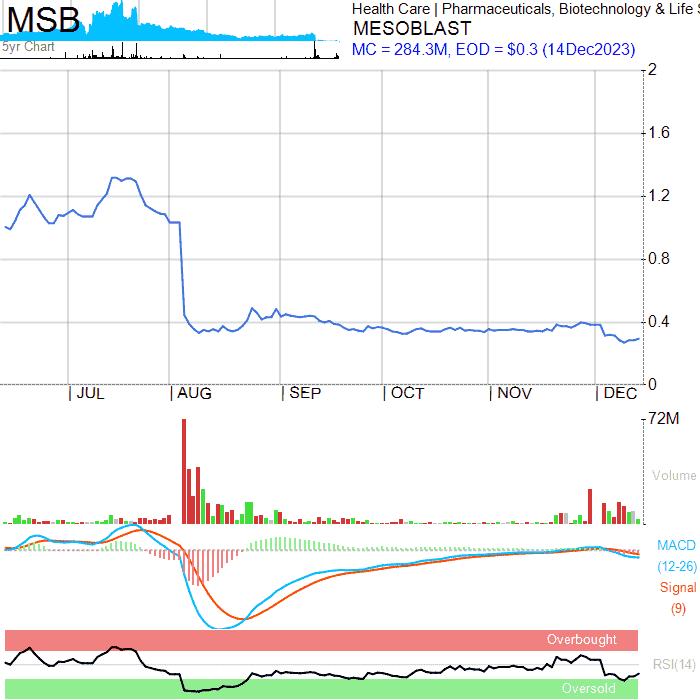 MSB
5yr Chart
Health Care | Pharmaceuticals, Biotechnology & Life S
MESOBLAST
MC = 284.3M, EOD = $0.3 (14Dec2023)
2
1.6
1.2
0.8
0.4
0
JUL
AUG
SEP
OCT
NOV
DEC
72M
Volume
MACD
(12-26)
Signal
(9)
Overbought
RSI(14)
Oversold